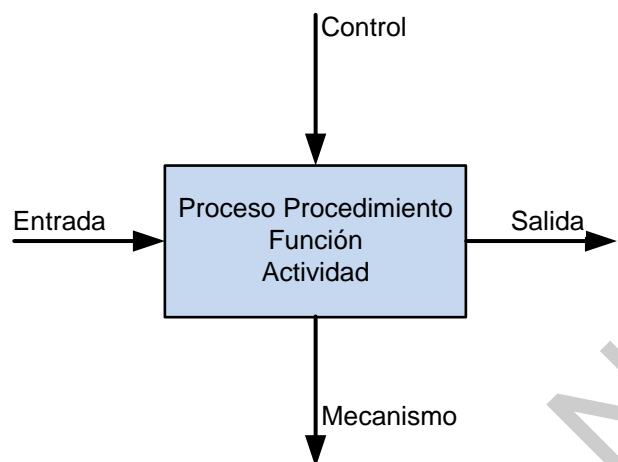 Control
Entrada
Proceso Procedimiento
Función
Actividad
Salida
Mecanismo